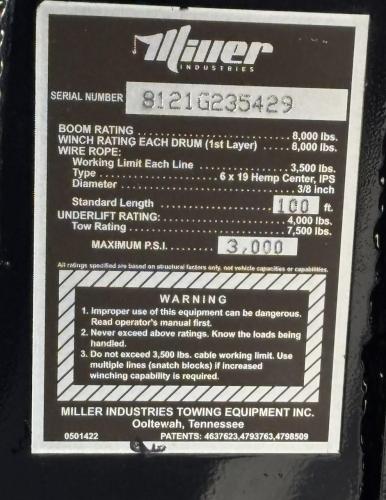 Miller
INDUSTRIES
SERIAL NUMBER 8121G235429
BOOM RATING .................... 8,000 lbs.
WINCH RATING EACH DRUM (1st Layer) ..... 8,000 lbs.
WIRE ROPE:
Working Limit Each Line .................. 3,500 lbs.
Type .................. 6 x 19 Hemp Center, IPS
Diameter .............................. 3/8 inch
Standard Length .................... 100 ft.
UNDERLIFT RATING: .................. 4,000 lbs.
Tow Rating .......................... 7,500 lbs.
MAXIMUM P.S.I. ........ 3,000
All ratings specified are based on structural factors only, not vehicle capacities or capabilities.
WARNING
1. Improper use of this equipment can be dangerous.
Read operator's manual first.
2. Never exceed above ratings. Know the loads being
handled.
3. Do not exceed 3,500 lbs. cable working limit. Use
multiple lines (snatch blocks) if increased
winching capability is required.
MILLER INDUSTRIES TOWING EQUIPMENT INC.
Ooltewah, Tennessee
0501422 PATENTS: 4637623,4793763,4798509